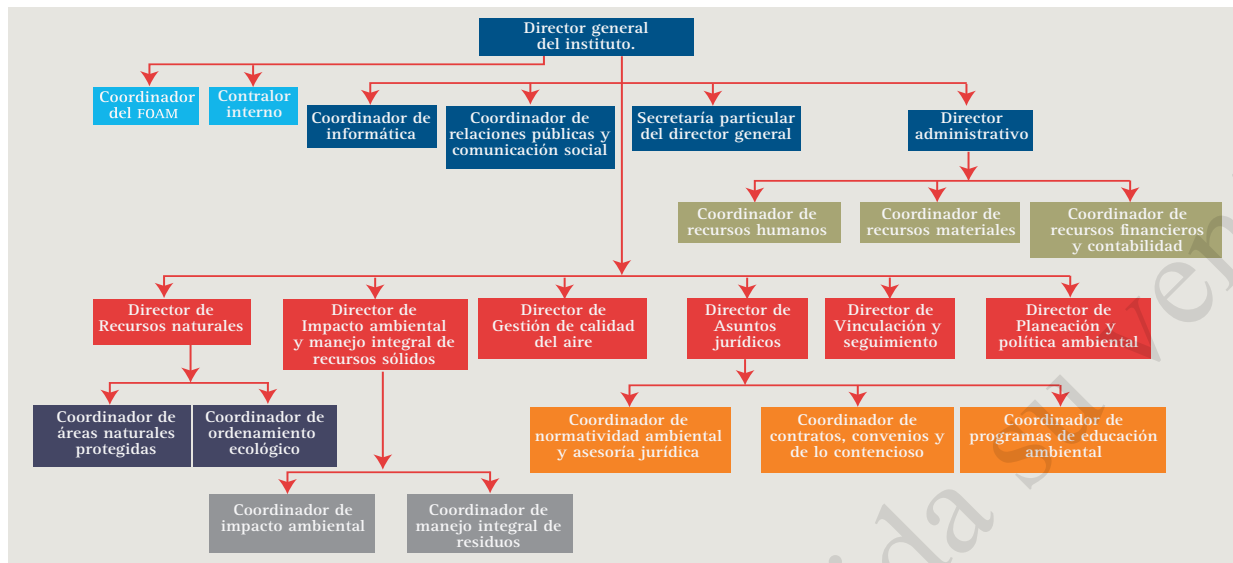 Director general
del instituto.
Coordinador
del FOAM
Contralor
interno
Coordinador de
informática
Coordinador de
relaciones públicas y
comunicación social
Secretaría particular
del director general
Director
administrativo
Coordinador de
recursos humanos
Coordinador de
recursos materiales
Coordinador de
recursos financieros
y contabilidad
Director de
Recursos naturales
Director de
Impacto ambiental
y manejo integral de
recursos sólidos
Director de
Gestión de calidad
del aire
Director de
Asuntos
jurídicos
Director de
Vinculación y
seguimiento
Director de
Planeación y
política ambiental
Coordinador de
áreas naturales
protegidas
Coordinador de
ordenamiento
ecológico
Coordinador de
normatividad ambiental
y asesoría jurídica
Coordinador de
contratos, convenios y
de lo contencioso
Coordinador de
programas de educación
ambiental
Coordinador de
impacto ambiental
Coordinador de
manejo integral de
residuos
ida su ven